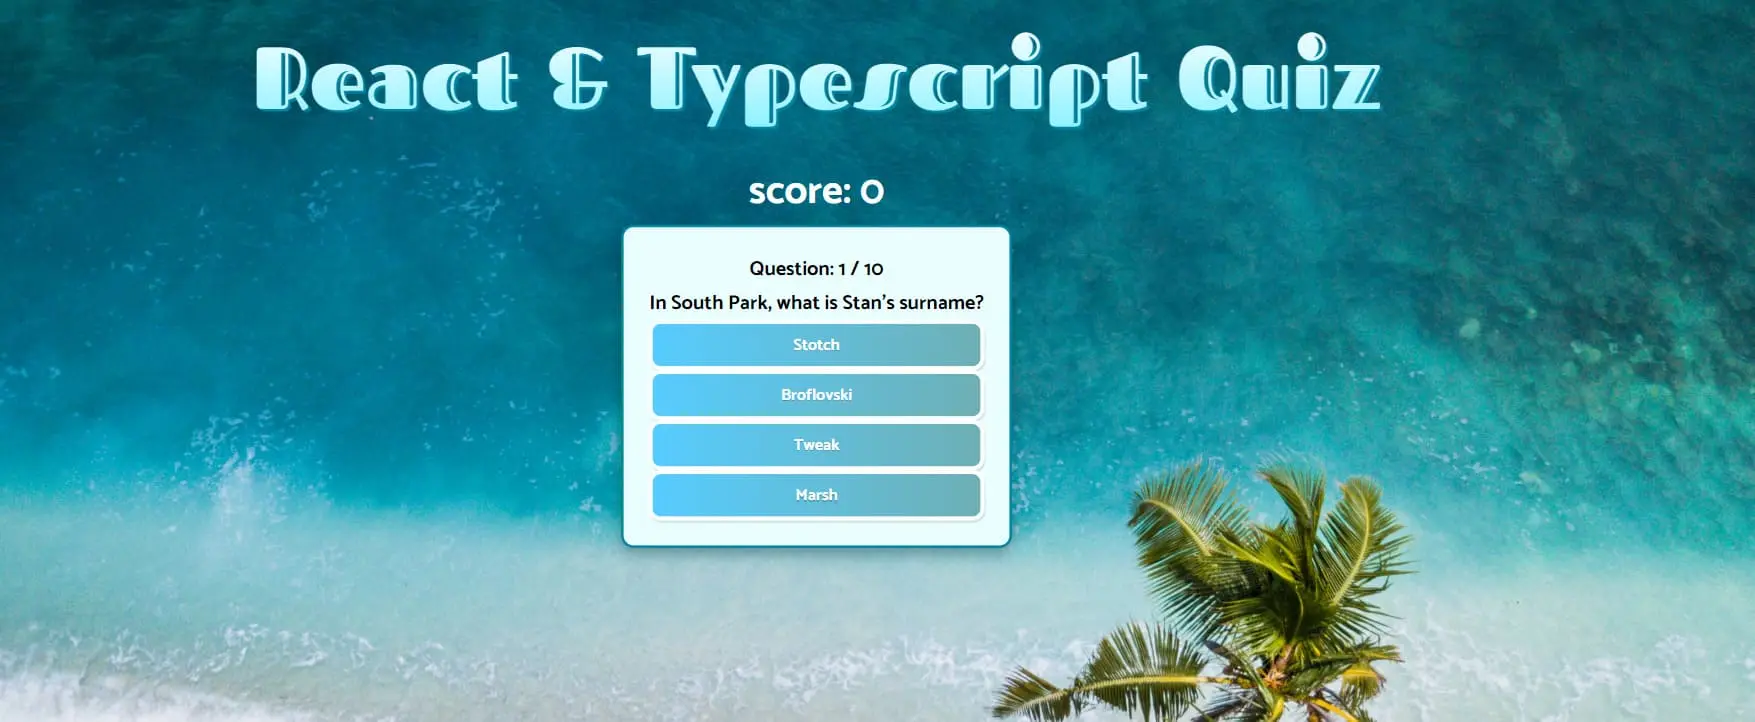 React & Typescript Quiz
score: 0
Question: 1 / 10
In South Park, what is Stan's surname?
Stotch
Broflovski
Tweak
Marsh